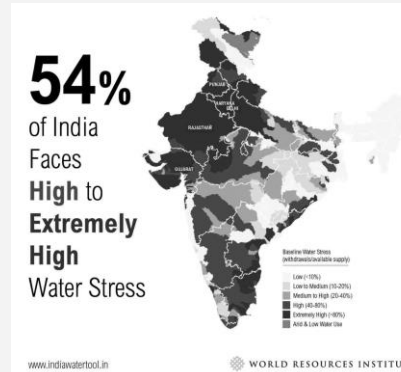 54%
of India
Faces
High to
Extremely
High
Water Stress
PUNJAB
HARYANA
DELHI
RAJASTHAN
GUJARAT
Baseline Water Stress
(withdrawals/available supply)
Low (<10%)
Low to Medium (10-20%)
Medium to High (20-40%)
High (40-80%)
Extremely High (>80%)
Arid & Low Water Use
www.indiawatertool.in
WORLD RESOURCES INSTITU